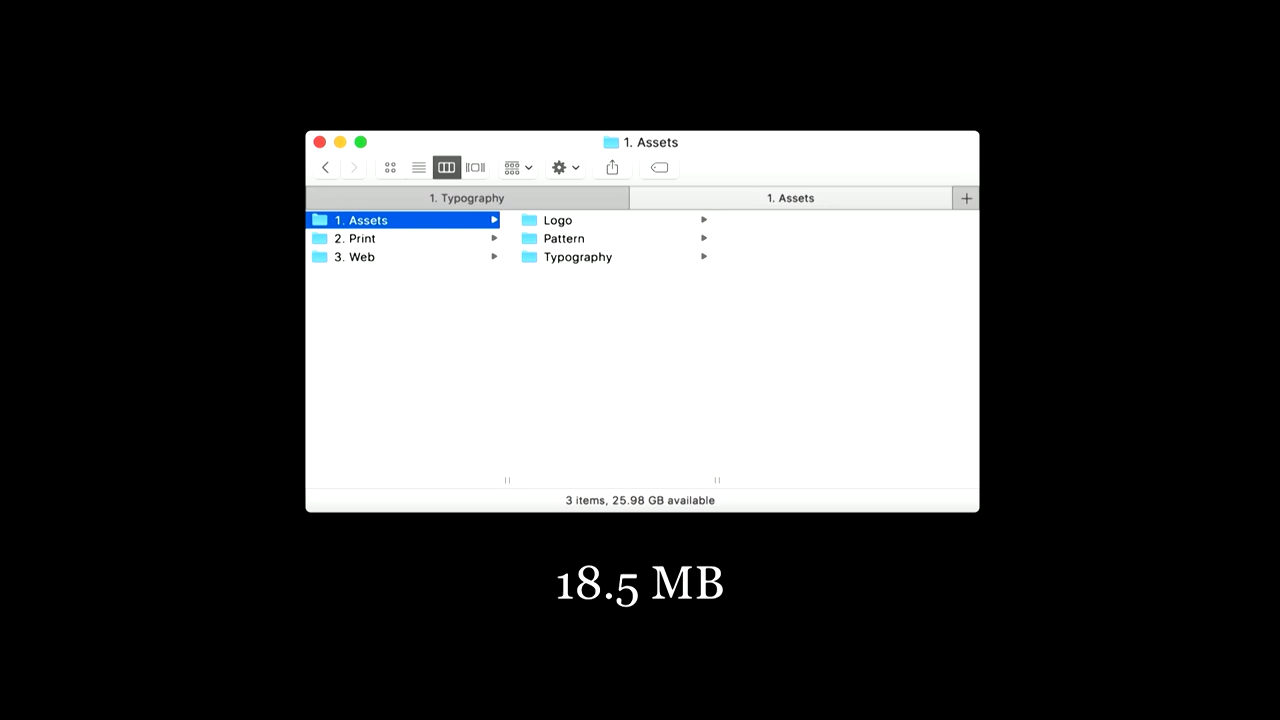 1. Assets
1. Typography
1. Assets
1. Assets
2. Print
3. Web
Logo
Pattern
Typography
3 items, 25.98 GB available
18.5 MB